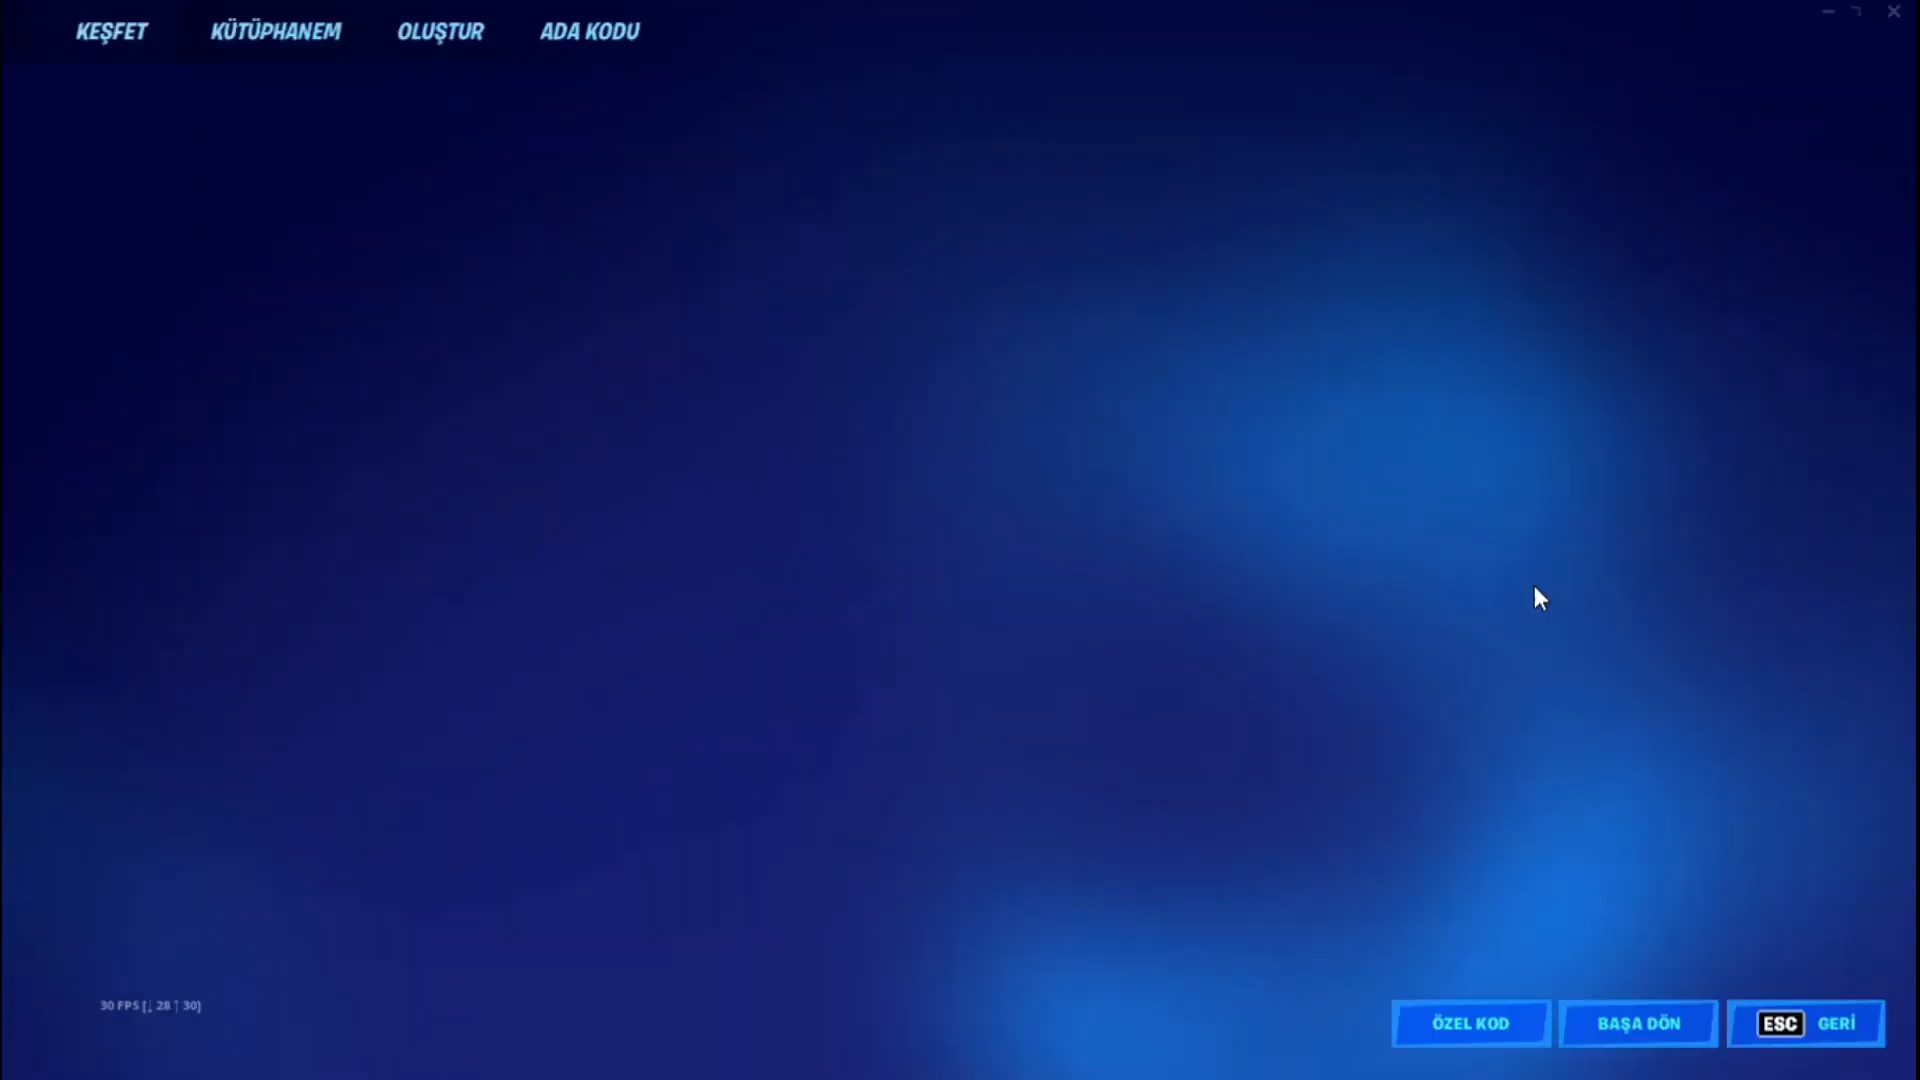 KEŞFET
KÜTÜPHANEM
OLUŞTUR
ADA KODU
30 FPS [↓ 28 ↑ 30]
ÖZEL KOD
BAŞA DÖN
ESC GERİ